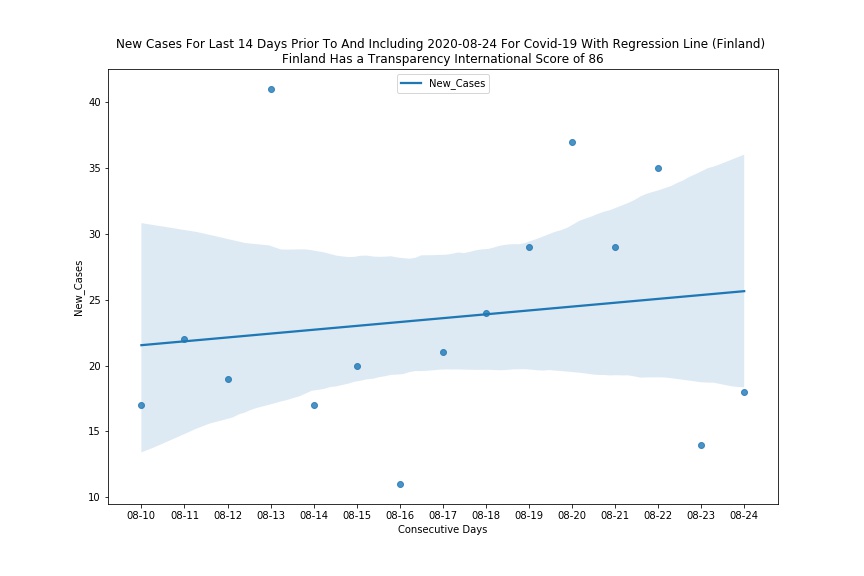 New Cases For Last 14 Days Prior To And Including 2020-08-24 For Covid-19 With Regression Line (Finland)
Finland Has a Transparency International Score of 86
New_Cases
40
35
30
25
20
15
10
New_Cases
08-10 08-11 08-12 08-13 08-14 08-15 08-16 08-17 08-18 08-19 08-20 08-21 08-22 08-23 08-24
Consecutive Days